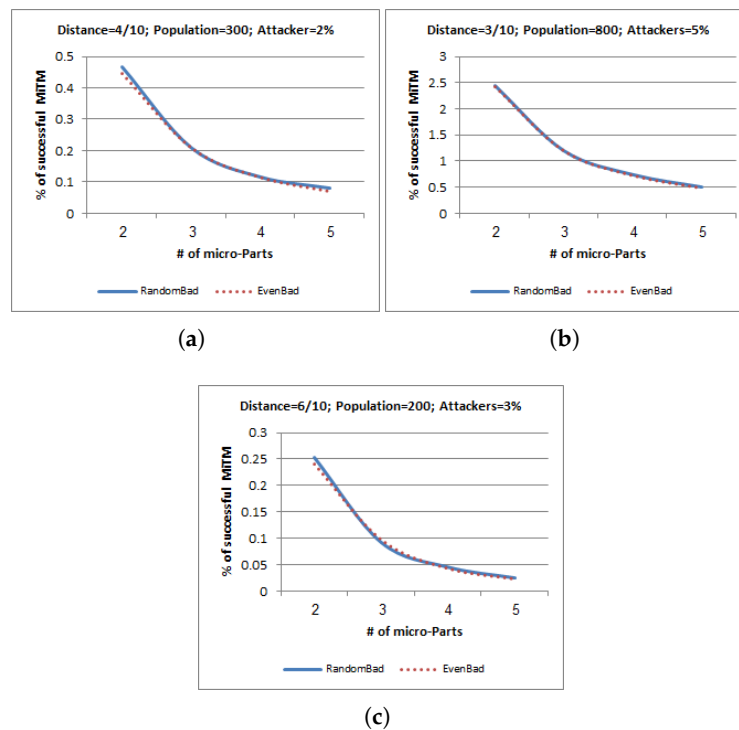 Distance=4/10; Population=300; Attacker=2%
% of successful MiTM
0.5
0.4
0.3
0.2
0.1
0
2 3 4 5
# of micro-Parts
RandomBad EvenBad
(a)
Distance=3/10; Population=800; Attackers=5%
% of successful MiTM
3
2.5
2
1.5
1
0.5
0
2 3 4 5
# of micro-Parts
RandomBad EvenBad
(b)
Distance=6/10; Population=200; Attackers=3%
% of successful MiTM
0.3
0.25
0.2
0.15
0.1
0.05
0
2 3 4 5
# of micro-Parts
RandomBad EvenBad
(c)